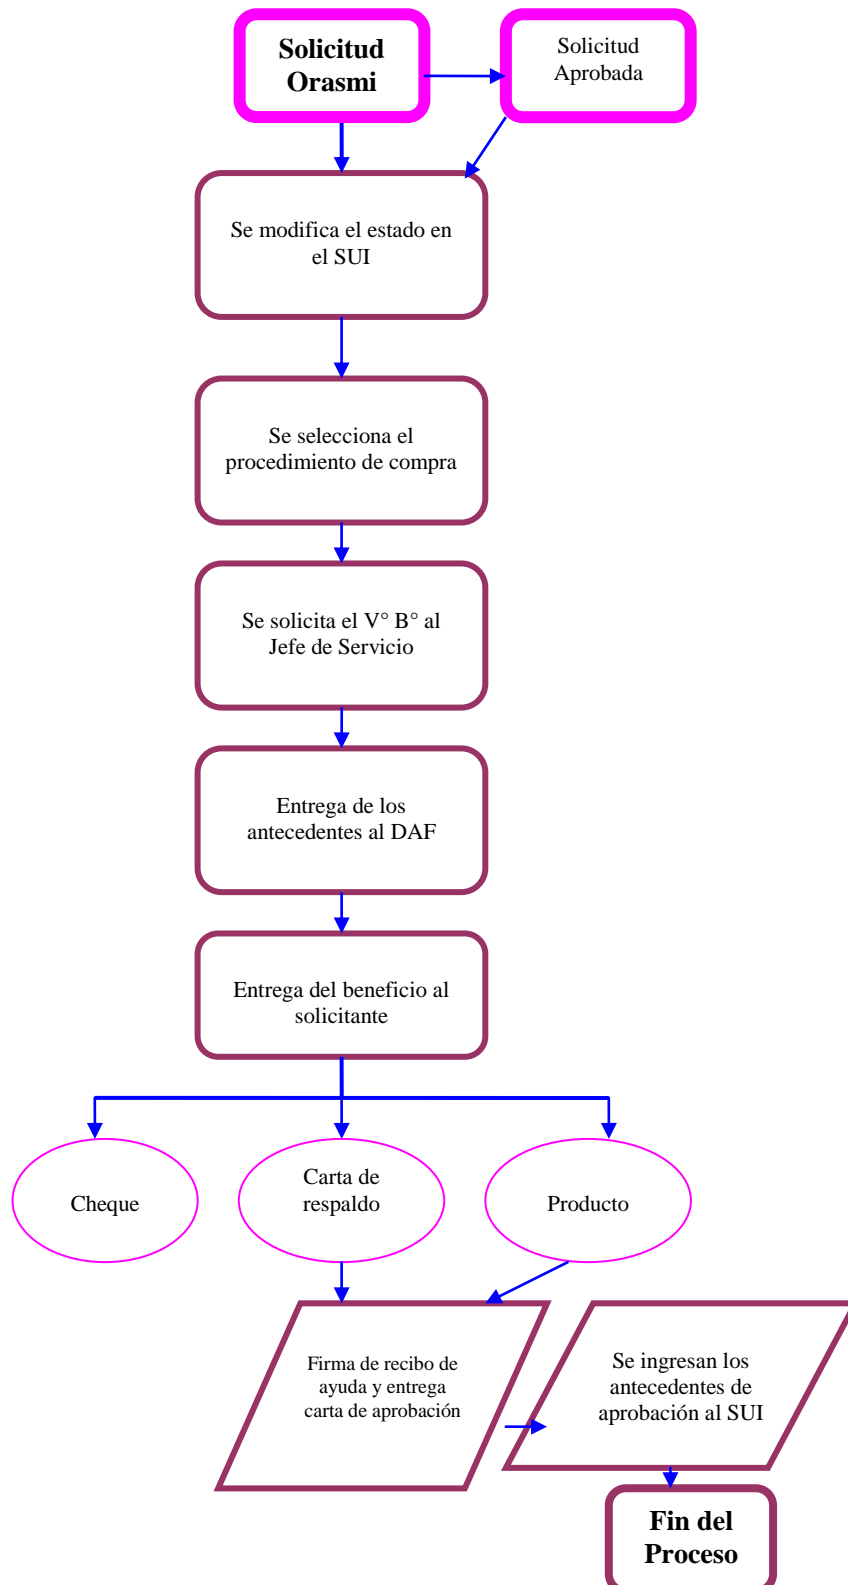 Solicitud
Orasmi
Solicitud
Aprobada
Se modifica el estado en
el SUI
Se selecciona el
procedimiento de compra
Se solicita el V° B° al
Jefe de Servicio
Entrega de los
antecedentes al DAF
Entrega del beneficio al
solicitante
Cheque
Carta de
respaldo
Producto
Firma de recibo de
ayuda y entrega
carta de aprobación
Se ingresan los
antecedentes de
aprobación al SUI
Fin del
Proceso